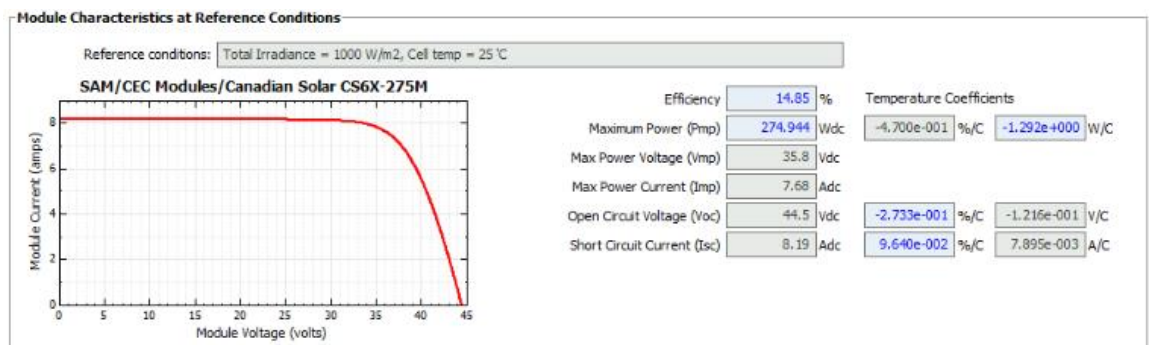 Module Characteristics at Reference Conditions
Reference conditions: Total Irradiance = 1000 W/m2, Cell temp = 25 °C
SAM/CEC Modules/Canadian Solar CS6X-275M
Module Current (amps)
8
6
4
2
0
0 5 10 15 20 25 30 35 40 45
Module Voltage (volts)
Efficiency 14.85 % Temperature Coefficients
Maximum Power (Pmp) 274.944 Wdc -4.700e-001 %/C -1.292e+000 W/C
Max Power Voltage (Vmp) 35.8 Vdc
Max Power Current (Imp) 7.68 Adc
Open Circuit Voltage (Voc) 44.5 Vdc -2.733e-001 %/C -1.216e-001 V/C
Short Circuit Current (Isc) 8.19 Adc 9.640e-002 %/C 7.895e-003 A/C